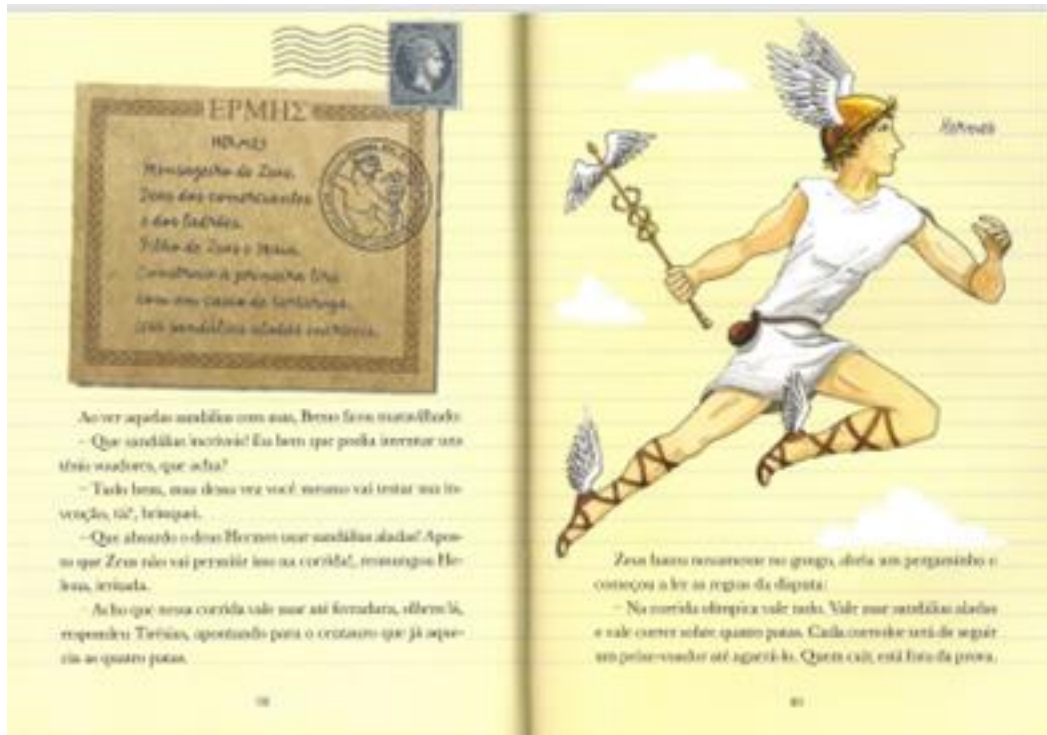 ΕΡΜΗΣ
HERMES
Mensageiro de Zeus.
Deus dos comerciantes
e dos ladrões.
Filho de Zeus e Maia.
Construiu a primeira lira
com um casco de tartaruga.
sandálias aladas
Ao ver aquelas sandálias com asas, Breno ficou maravilhado:
– Que sandálias incríveis! Eu bem que podia inventar uns
tênis voadores, que acha?
– Tudo bem, mas dessa vez você mesmo vai testar sua in-
venção, tá?, brinquei.
– Que absurdo o deus Hermes usar sandálias aladas! Apos-
to que Zeus não vai permitir isso na corrida!, resmungou He-
lena, irritada.
– Acho que nessa corrida vale usar até ferradura, olhem lá,
respondeu Tirésias, apontando para o centauro que já aque-
cia as quatro patas.
Hermes
Zeus bateu novamente no gongo, abriu um pergaminho e
começou a ler as regras da disputa:
– Na corrida olímpica vale tudo. Vale usar sandálias aladas
e vale correr sobre quatro patas. Cada corredor terá de seguir
um peixe-voador até agarrá-lo. Quem cair, está fora da prova.